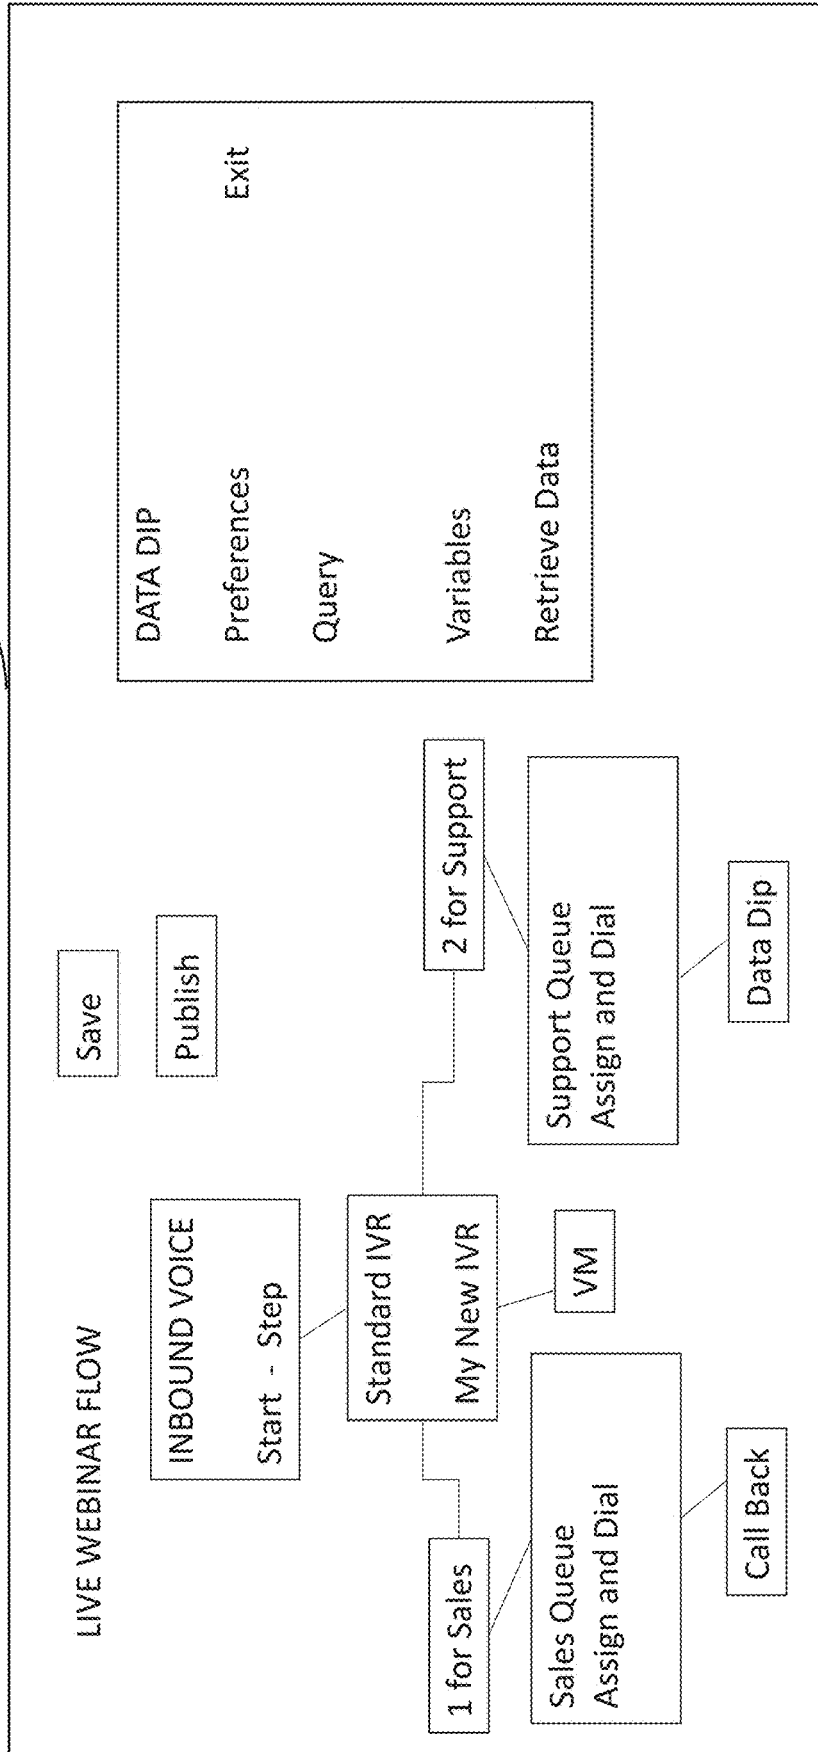 LIVE WEBINAR FLOW
Save
Publish
INBOUND VOICE
Start - Step
Standard IVR
My New IVR
1 for Sales
2 for Support
Sales Queue
Assign and Dial
VM
Support Queue
Assign and Dial
Call Back
Data Dip
DATA DIP
Preferences Exit
Query
Variables
Retrieve Data